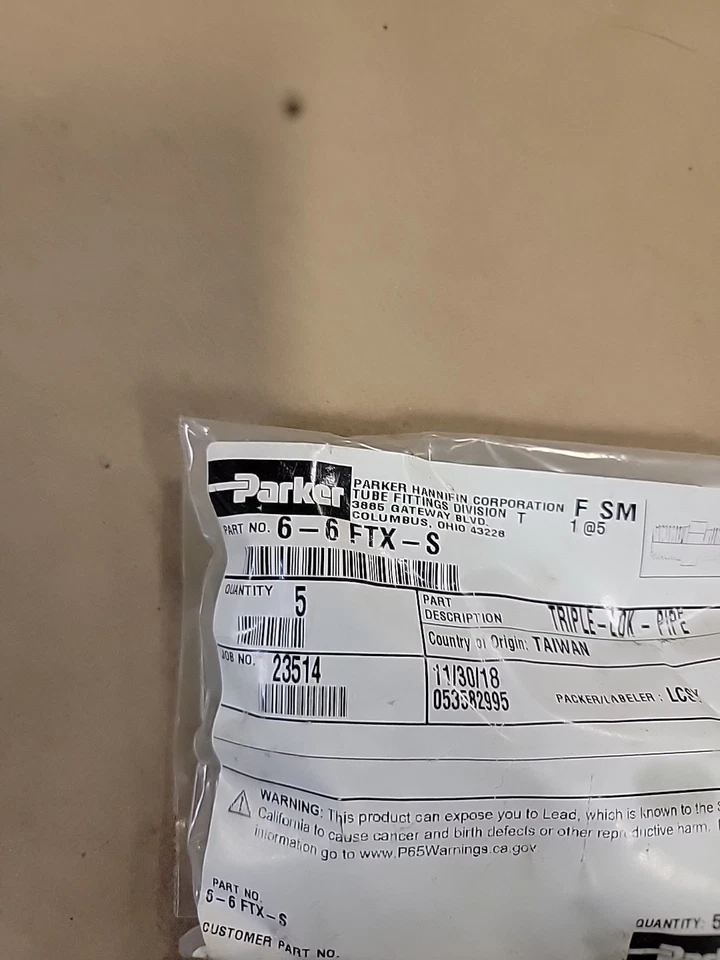 Parker
PARKER HANNIFIN CORPORATION
TUBE FITTINGS DIVISION T
3885 GATEWAY BLVD.
COLUMBUS, OHIO 43228
F SM
1 @5
PART NO. 6-6 FTX-S
QUANTITY 5
PART
DESCRIPTION TRIPLE-LOK-PIPE
Country of Origin: TAIWAN
JOB NO. 23514
11/30/18
053582995
PACKER/LABELER :
WARNING: This product can expose you to Lead, which is known to the
California to cause cancer and birth defects or other reproductive harm.
information go to www.P65Warnings.ca.gov
PART NO.
6-6 FTX-S
QUANTITY: 5
CUSTOMER PART NO.
Parker